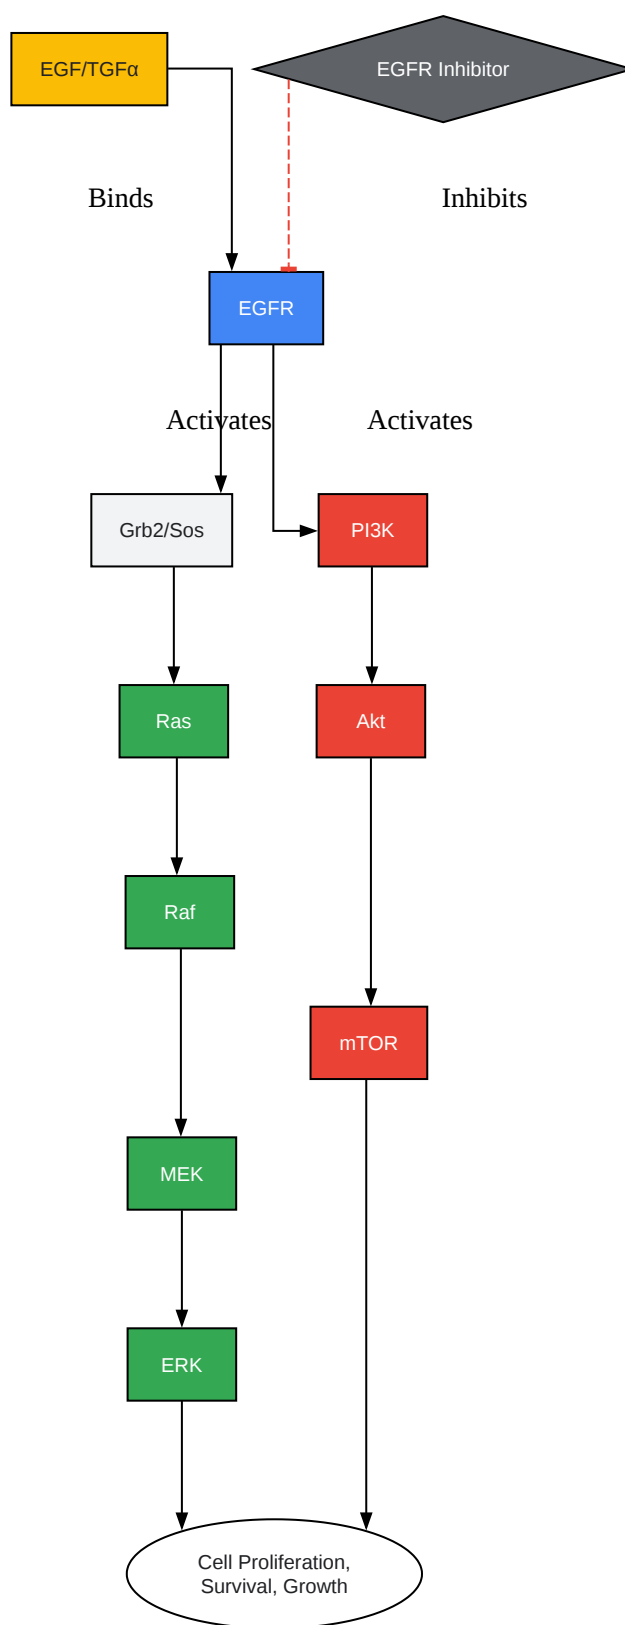 EGF/TGFα
EGFR Inhibitor
Binds
Inhibits
EGFR
Activates
Activates
Grb2/Sos
PI3K
Ras
Akt
Raf
mTOR
MEK
ERK
Cell Proliferation,
Survival, Growth